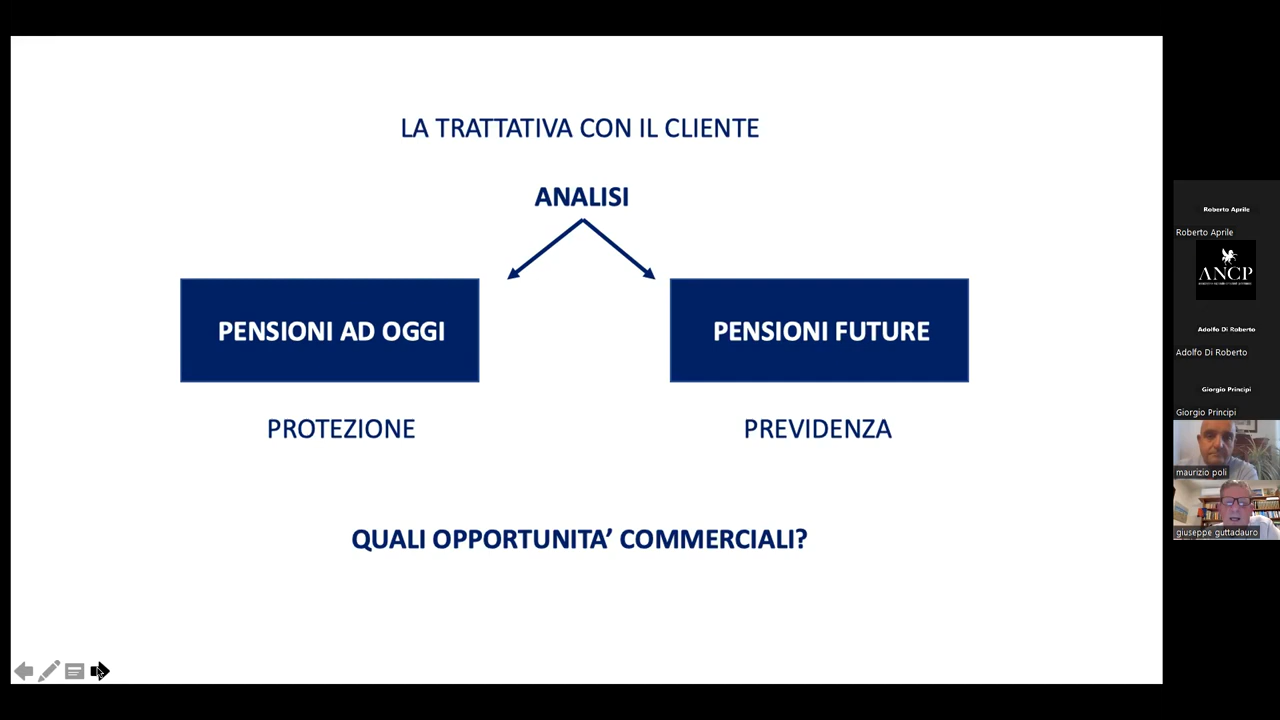 LA TRATTATIVA CON IL CLIENTE
ANALISI
PENSIONI AD OGGI
PENSIONI FUTURE
PROTEZIONE
PREVIDENZA
QUALI OPPORTUNITA’ COMMERCIALI?
Roberto Aprile
Roberto Aprile
ANCP
Adolfo Di Roberto
Adolfo Di Roberto
Giorgio Principi
Giorgio Principi
maurizio poli
giuseppe guttadauro